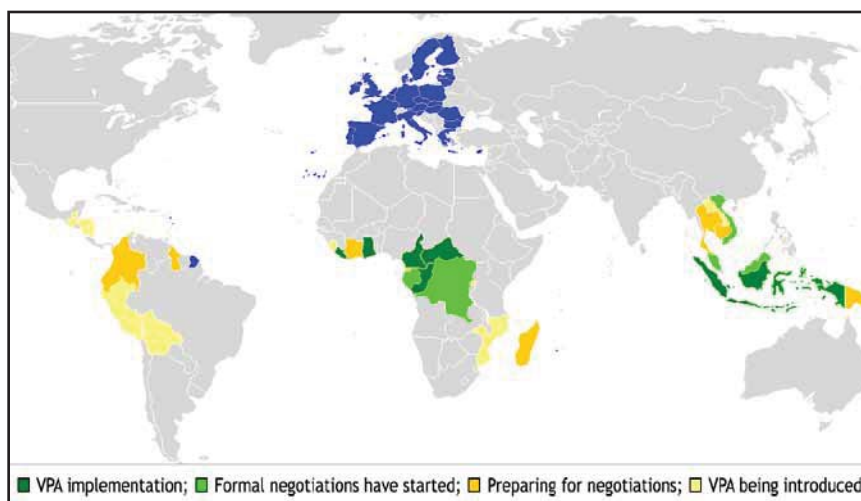 VPA implementation; Formal negotiations have started; Preparing for negotiations; VPA being introduced